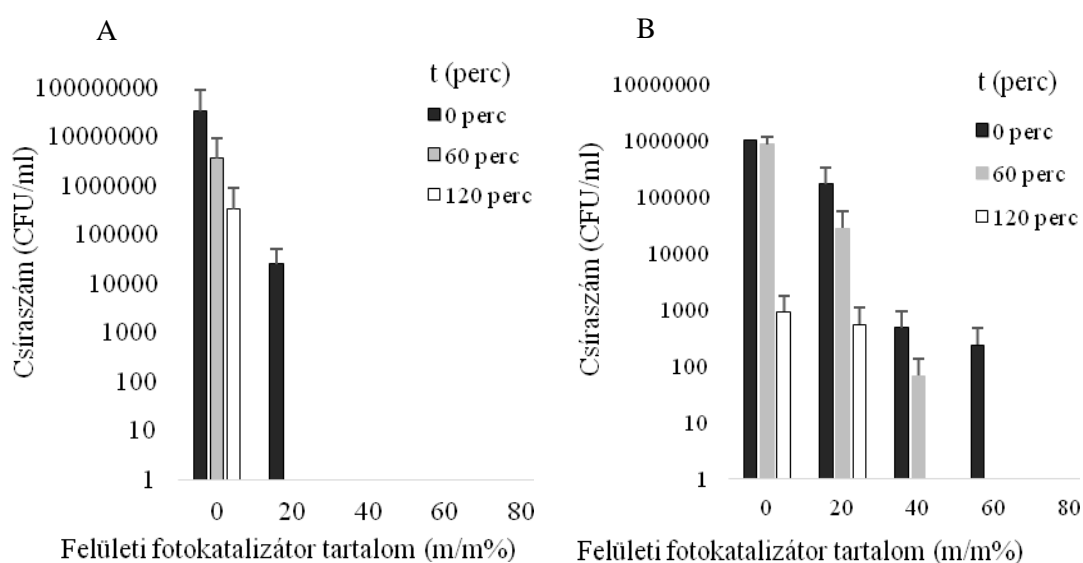 A
t (perc)
0 perc
60 perc
120 perc
Csíraszám (CFU/ml)
100000000
10000000
1000000
100000
10000
1000
100
10
1
0 20 40 60 80
Felületi fotokatalizátor tartalom (m/m%)
B
t (perc)
0 perc
60 perc
120 perc
Csíraszám (CFU/ml)
10000000
1000000
100000
10000
1000
100
10
1
0 20 40 60 80
Felületi fotokatalizátor tartalom (m/m%)